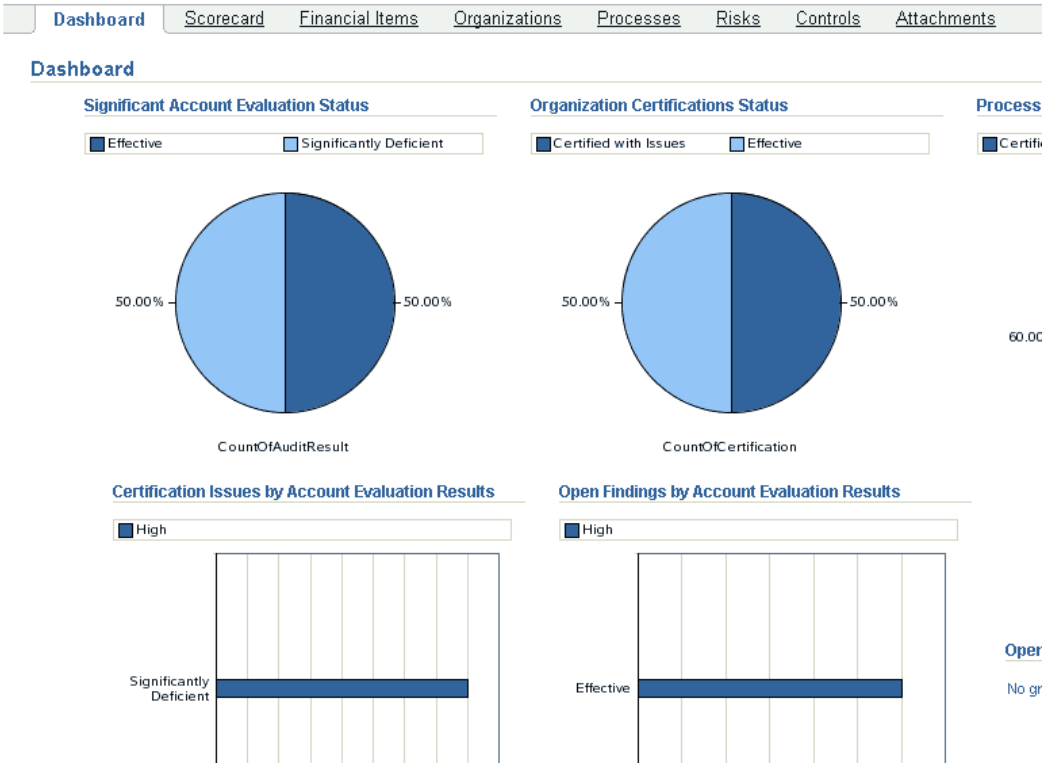 Dashboard Scorecard Financial Items Organizations Processes Risks Controls Attachments
Dashboard
Significant Account Evaluation Status
Effective Significantly Deficient
50.00% 50.00%
CountOfAuditResult
Organization Certifications Status
Certified with Issues Effective
50.00% 50.00%
CountOfCertification
Process
Certifi
60.00
Certification Issues by Account Evaluation Results
High
Significantly
Deficient
Open Findings by Account Evaluation Results
High
Effective
Oper
No gr